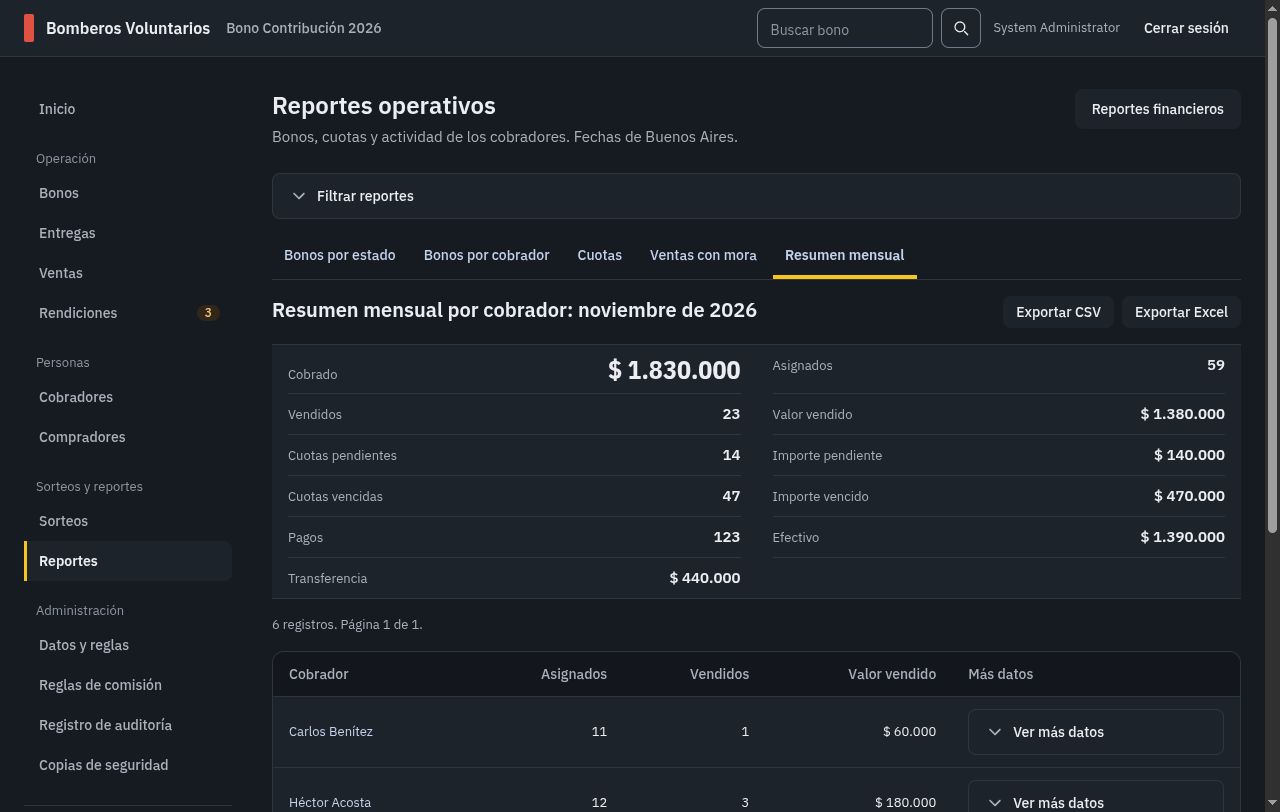 Bomberos Voluntarios
Bono Contribución 2026
Buscar bono
System Administrator
Cerrar sesión
Inicio
Operación
Bonos
Entregas
Ventas
Rendiciones 3
Personas
Cobradores
Compradores
Sorteos y reportes
Sorteos
Reportes
Administración
Datos y reglas
Reglas de comisión
Registro de auditoría
Copias de seguridad
Reportes operativos
Bonos, cuotas y actividad de los cobradores. Fechas de Buenos Aires.
Reportes financieros
Filtrar reportes
Bonos por estado Bonos por cobrador Cuotas Ventas con mora Resumen mensual
Resumen mensual por cobrador: noviembre de 2026
Exportar CSV Exportar Excel
Cobrado $ 1.830.000 Asignados 59
Vendidos 23 Valor vendido $ 1.380.000
Cuotas pendientes 14 Importe pendiente $ 140.000
Cuotas vencidas 47 Importe vencido $ 470.000
Pagos 123 Efectivo $ 1.390.000
Transferencia $ 440.000
6 registros. Página 1 de 1.
Cobrador Asignados Vendidos Valor vendido Más datos
Carlos Benítez 11 1 $ 60.000 Ver más datos
Héctor Acosta 12 3 $ 180.000 Ver más datos